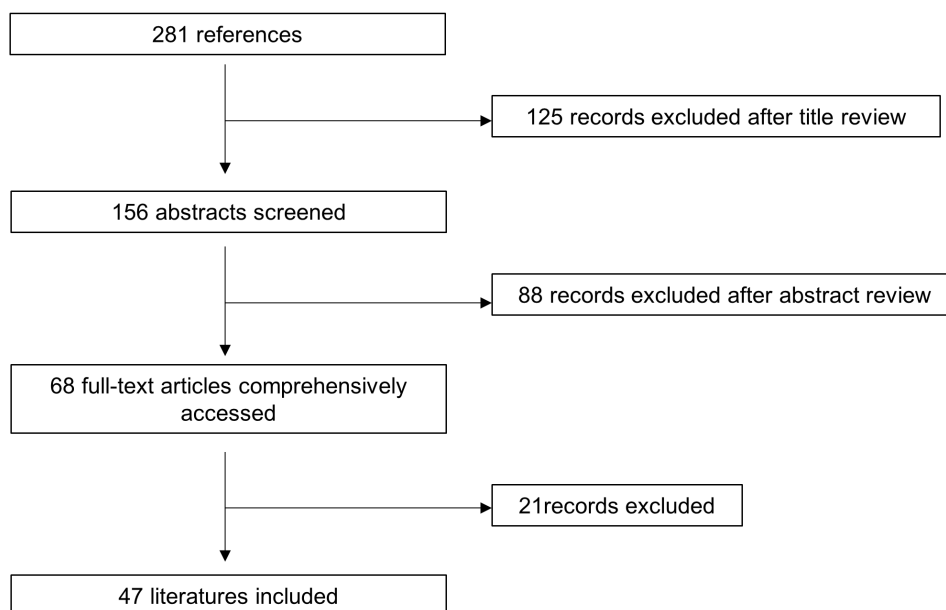 281 references
125 records excluded after title review
156 abstracts screened
88 records excluded after abstract review
68 full-text articles comprehensively
accessed
21records excluded
47 literatures included